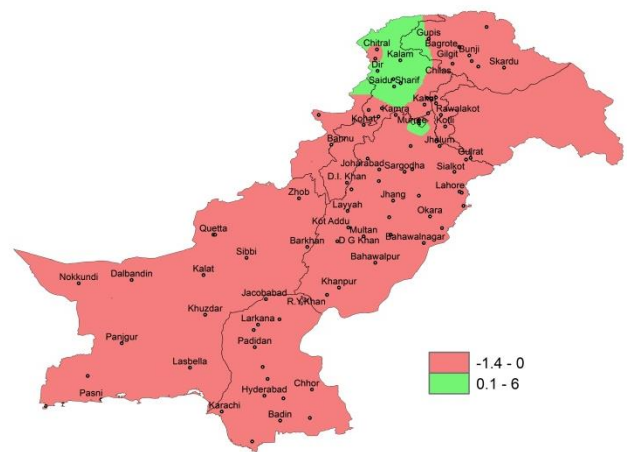 Gupis
Chitral
Bagrote
Bunji
Kalam
Gilgit
Skardu
Dir
Chilas
Saidu Sharif
Kakul
Kamra
Rawalakot
Kohat
Murree
Kotli
Bannu
Jhelum
Gujrat
Joharabad
Sargodha
Sialkot
D.I. Khan
Zhob
Lahore
Jhang
Layyah
Okara
Kot Addu
Quetta
Multan
Barkhan
D.G Khan
Bahawalnagar
Sibbi
Bahawalpur
Nokkundi
Dalbandin
Kalat
Khanpur
Jacobabad
R.Y.Khan
Khuzdar
Larkana
Panjgur
Padidan
-1.4 - 0
Lasbella
0.1 - 6
Pasni
Hyderabad
Chhor
Karachi
Badin